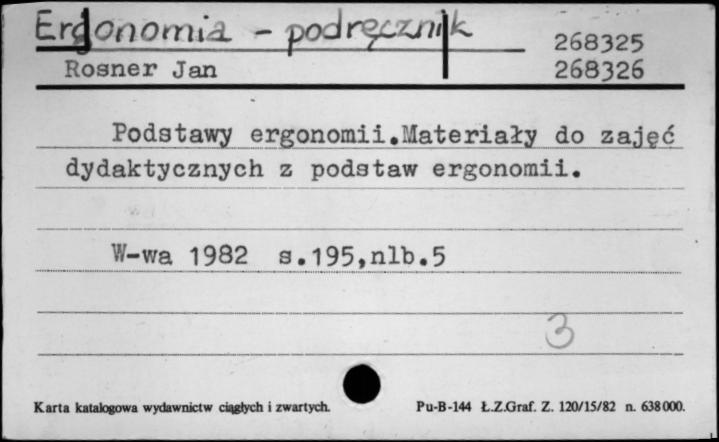 Ergonomia - podręcznik
268325
Rosner Jan 268326
Podstawy ergonomii.Materiały do zajęć
dydaktycznych z podstaw ergonomii.
W-wa 1982 s.195,nlb.5
3
Karta katalogowa wydawnictw ciągłych i zwartych. Pu-B-144 Ł.Z.Graf. Z. 120/15/82 n. 638000.